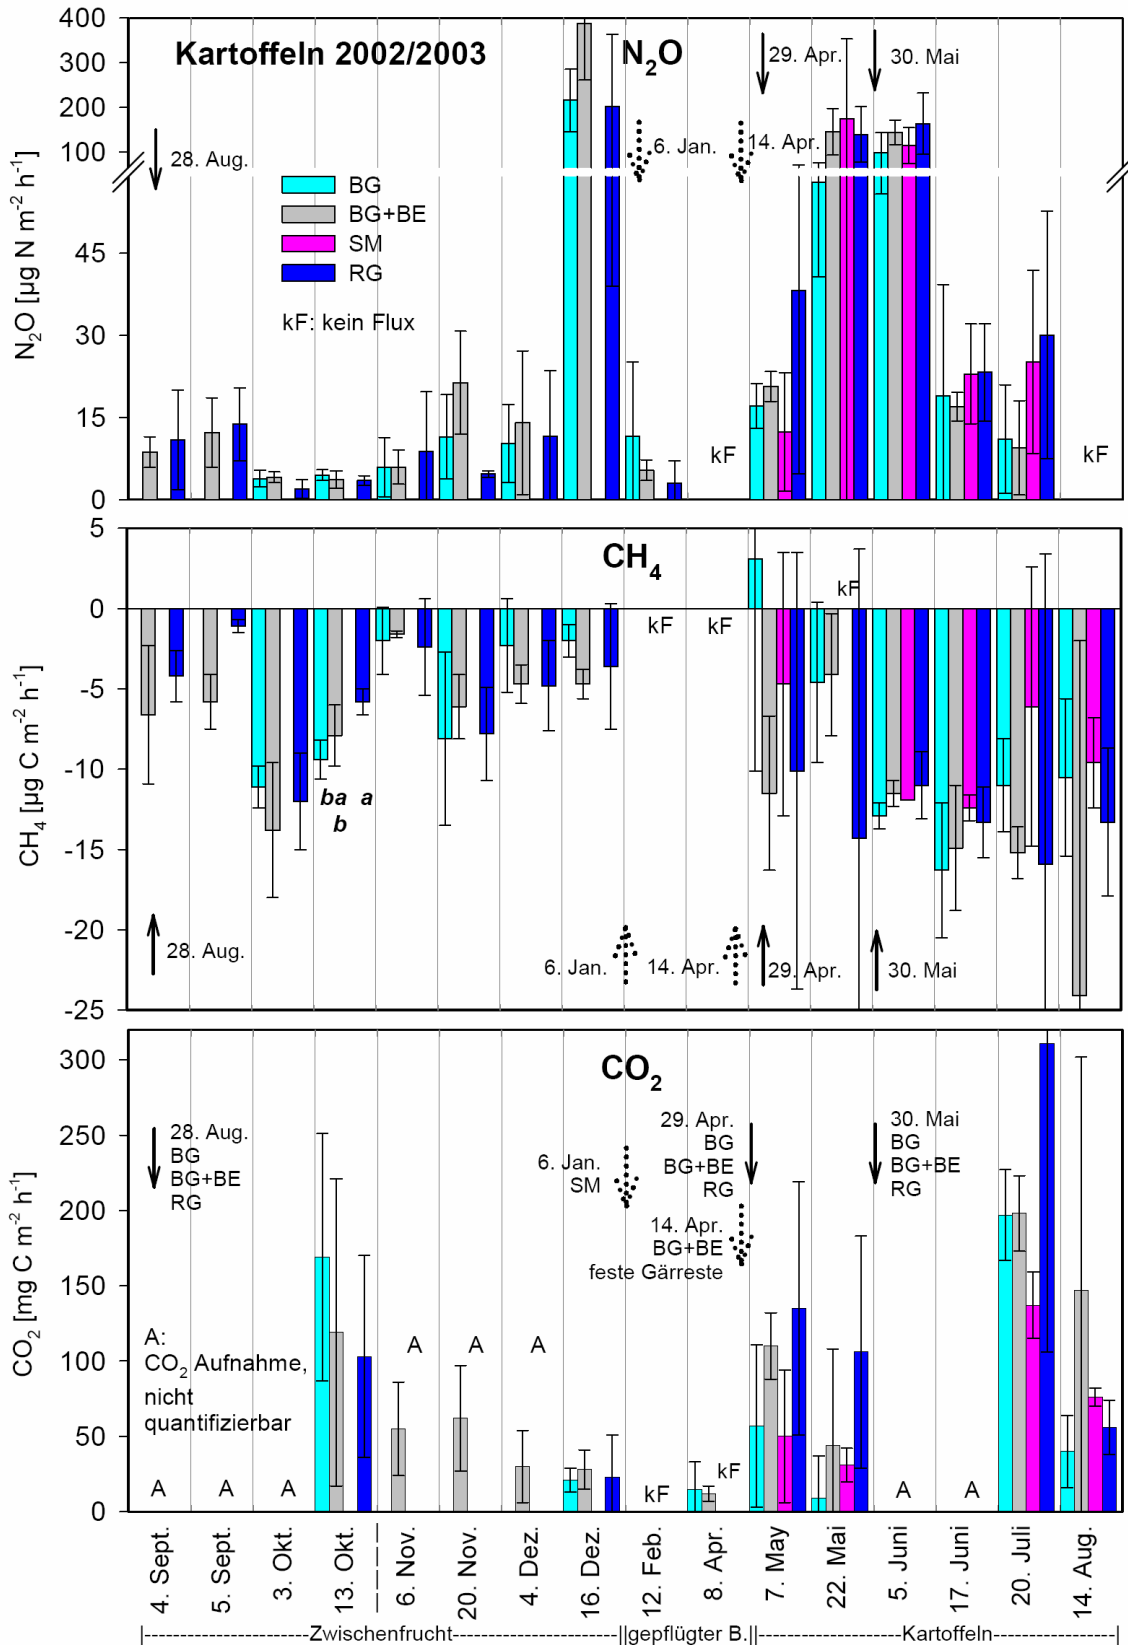 Kartoffeln 2002/2003
N₂O
29. Apr.
30. Mai
28. Aug.
6. Jan.
14. Apr.
400
300
200
100
45
30
15
0
N₂O [µg N m⁻² h⁻¹]
BG
BG+BE
SM
RG
kF: kein Flux
kF
kF
CH₄
5
0
-5
-10
-15
-20
-25
CH₄ [µg C m⁻² h⁻¹]
kF
kF
kF
ba a
b
28. Aug.
6. Jan.
14. Apr.
29. Apr.
30. Mai
CO₂
300
250
200
150
100
50
0
CO₂ [mg C m⁻² h⁻¹]
28. Aug.
BG
BG+BE
RG
6. Jan.
SM
29. Apr.
BG
BG+BE
RG
14. Apr.
BG+BE
feste Gärreste
30. Mai
BG
BG+BE
RG
A:
CO₂ Aufnahme,
nicht
quantifizierbar
A A A
A A A
kF
kF
A A
4. Sept.
5. Sept.
3. Okt.
13. Okt.
6. Nov.
20. Nov.
4. Dez.
16. Dez.
12. Feb.
8. Apr.
7. May
22. Mai
5. Juni
17. Juni
20. Juli
14. Aug.
|--------------------Zwischenfrucht--------------------||gepflügter B.||-----------------Kartoffeln-----------------|